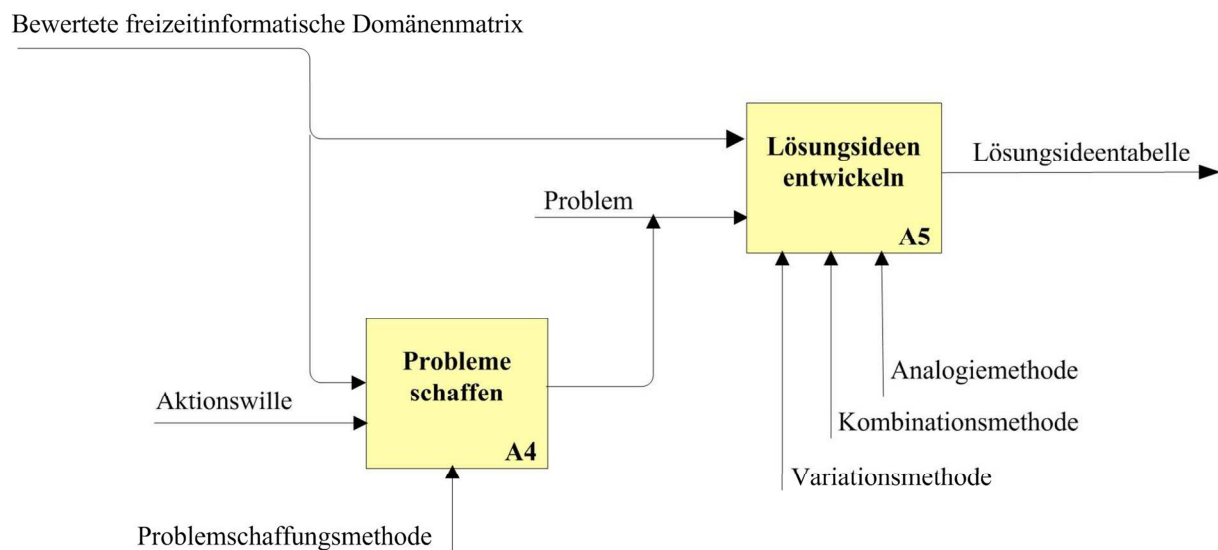 Bewertete freizeitinformatische Domänenmatrix
Lösungsideen
entwickeln
A5
Lösungsideentabelle
Problem
Probleme
schaffen
A4
Aktionswille
Analogiemethode
Kombinationsmethode
Variationsmethode
Problemschaffungsmethode